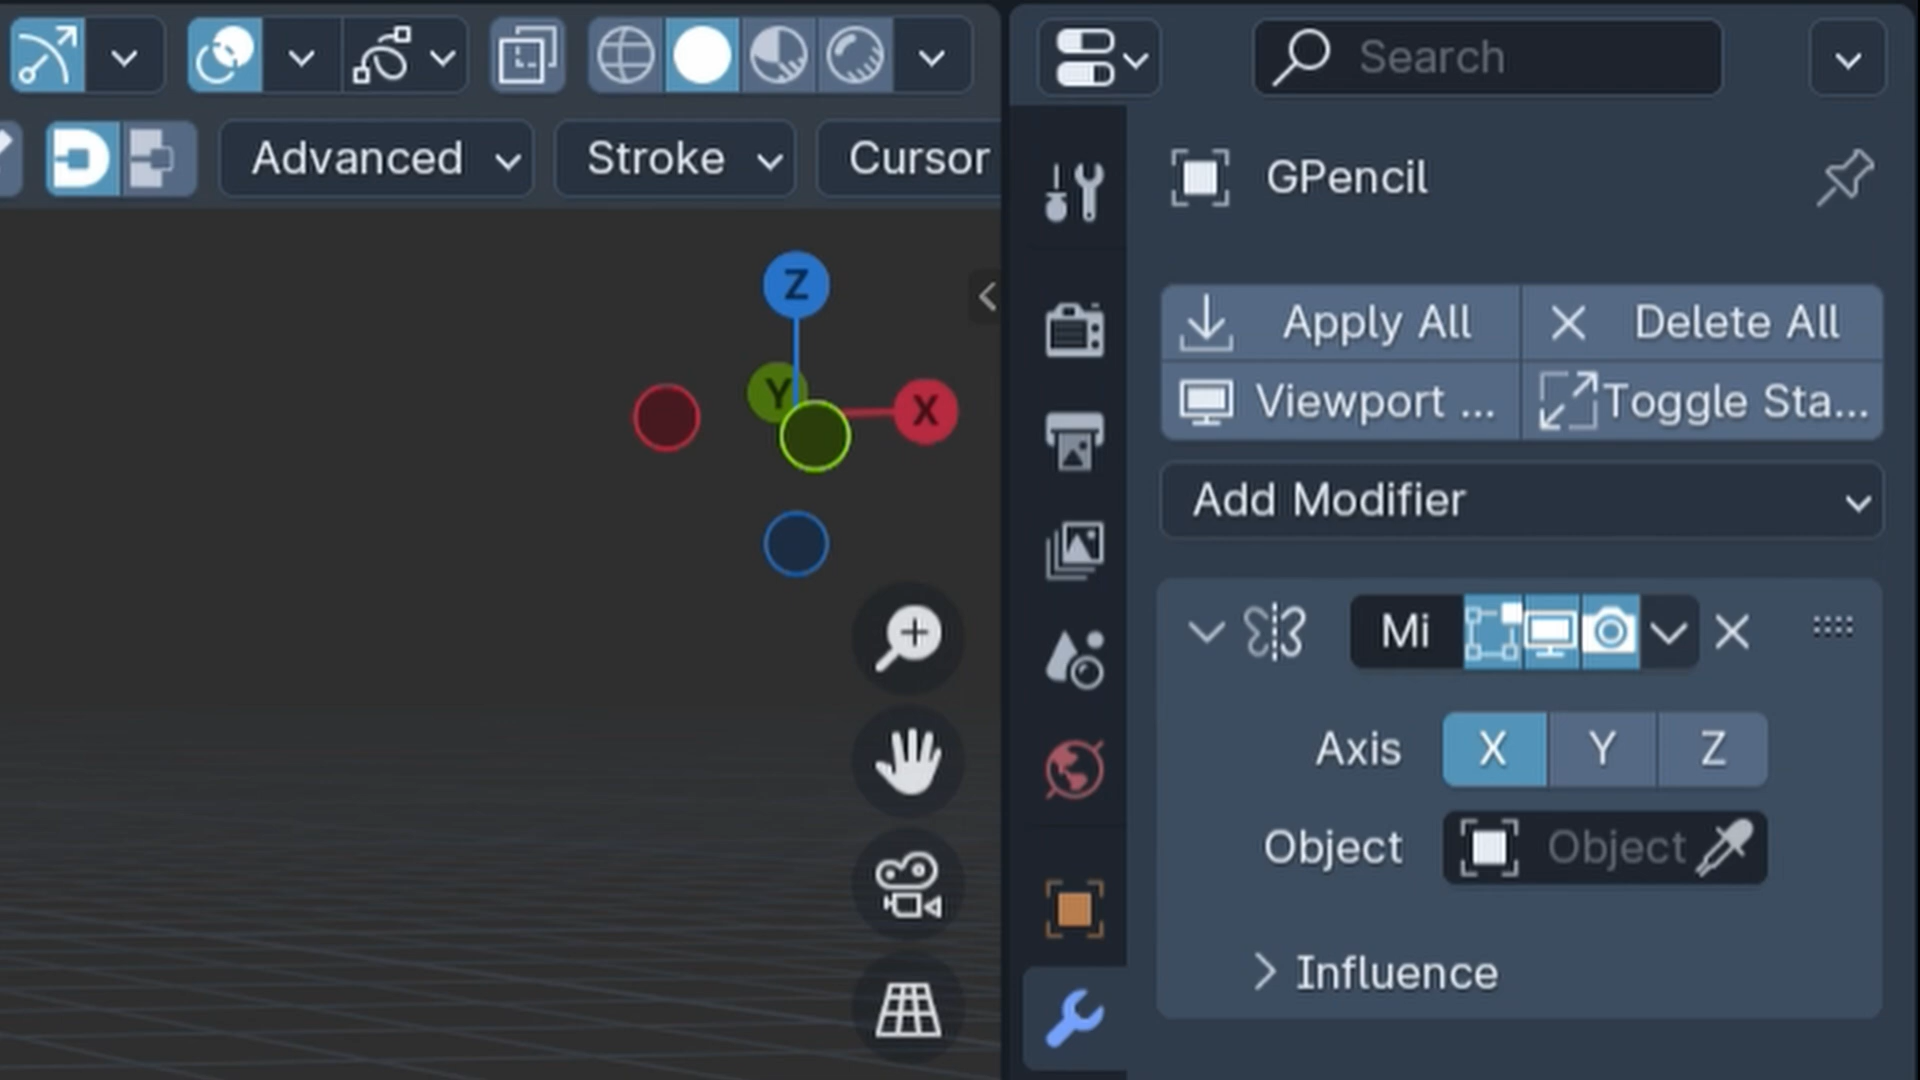 Search
Advanced Stroke Cursor
GPencil
Z
Y
X
Apply All Delete All
Viewport ... Toggle Sta...
Add Modifier
Mi
Axis X Y Z
Object Object
Influence